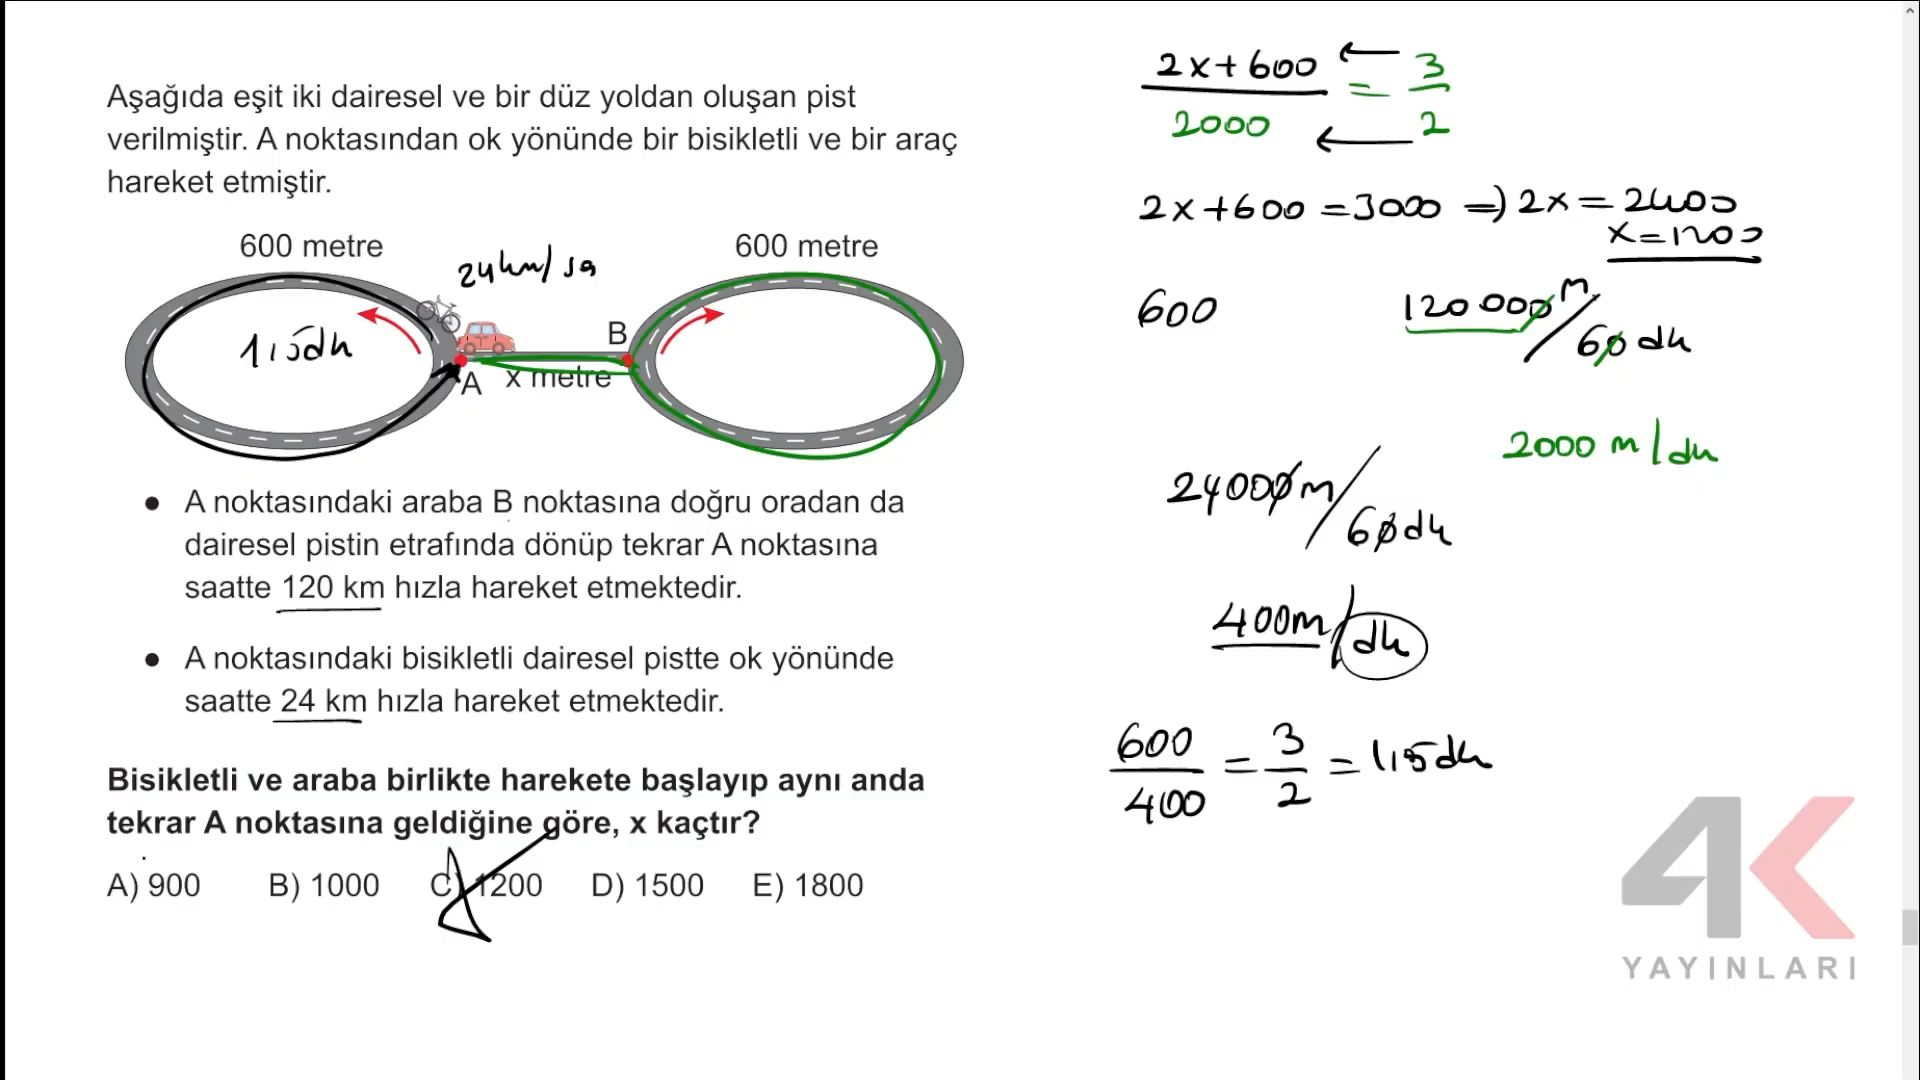 Aşağıda eşit iki dairesel ve bir düz yoldan oluşan pist
verilmiştir. A noktasından ok yönünde bir bisikletli ve bir araç
hareket etmiştir.
600 metre
600 metre
24km/sa
1,5dk
B
A
x metre
• A noktasındaki araba B noktasına doğru oradan da
dairesel pistin etrafında dönüp tekrar A noktasına
saatte 120 km hızla hareket etmektedir.
• A noktasındaki bisikletli dairesel pistte ok yönünde
saatte 24 km hızla hareket etmektedir.
Bisikletli ve araba birlikte harekete başlayıp aynı anda
tekrar A noktasına geldiğine göre, x kaçtır?
A) 900 B) 1000 C) 1200 D) 1500 E) 1800
2x+600 = 3
2000 2
2x+600=3000 ⇒ 2x=2400
x=1200
600
120000m/60dk
2000m/dk
24000m/60dk
400m/dk
600/400 = 3/2 = 1,5dk
4K
YAYINLARI